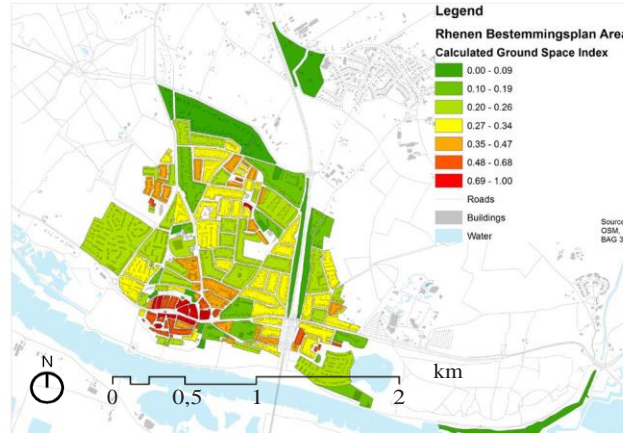 Legend
Rhenen Bestemmingsplan Area
Calculated Ground Space Index
0.00 - 0.09
0.10 - 0.19
0.20 - 0.26
0.27 - 0.34
0.35 - 0.47
0.48 - 0.68
0.69 - 1.00
Roads
Buildings
Water
Source
OSM,
BAG 3
N
km
0 0,5 1 2